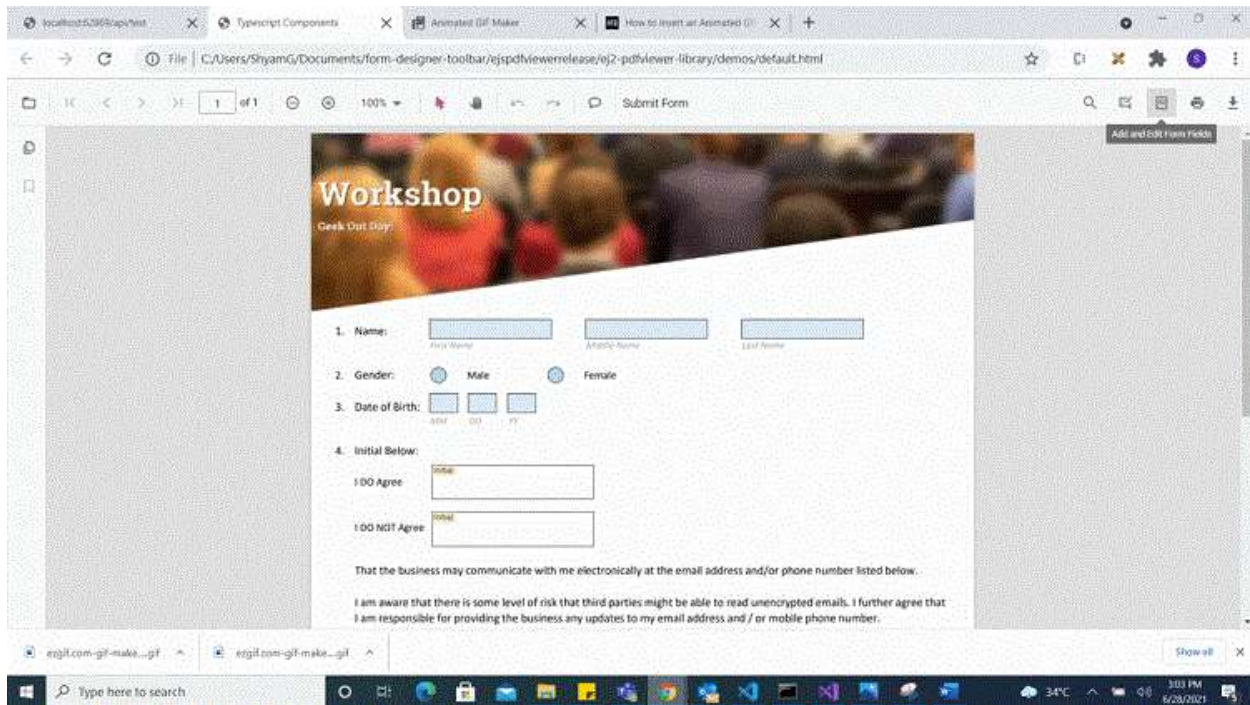 localhost:62869/api/test
Typescript Components
Animated GIF Maker
How to Insert an Animated GI
File | C:/Users/ShyamG/Documents/form-designer-toolbar/ejspdfviewerrelease/ej2-pdfviewer-library/demos/default.html
S
1 of 1
100%
Submit Form
Add and Edit Form Fields
Workshop
Geek Out Day!
1. Name:
First Name
Middle Name
Last Name
2. Gender:
Male
Female
3. Date of Birth:
MM
DD
YY
4. Initial Below:
I DO Agree
Initial
I DO NOT Agree
Initial
That the business may communicate with me electronically at the email address and/or phone number listed below.
I am aware that there is some level of risk that third parties might be able to read unencrypted emails. I further agree that
I am responsible for providing the business any updates to my email address and / or mobile phone number.
ezgif.com-gif-make....gif
ezgif.com-gif-make....gif
Show all
Type here to search
34°C
3:03 PM
6/28/2021